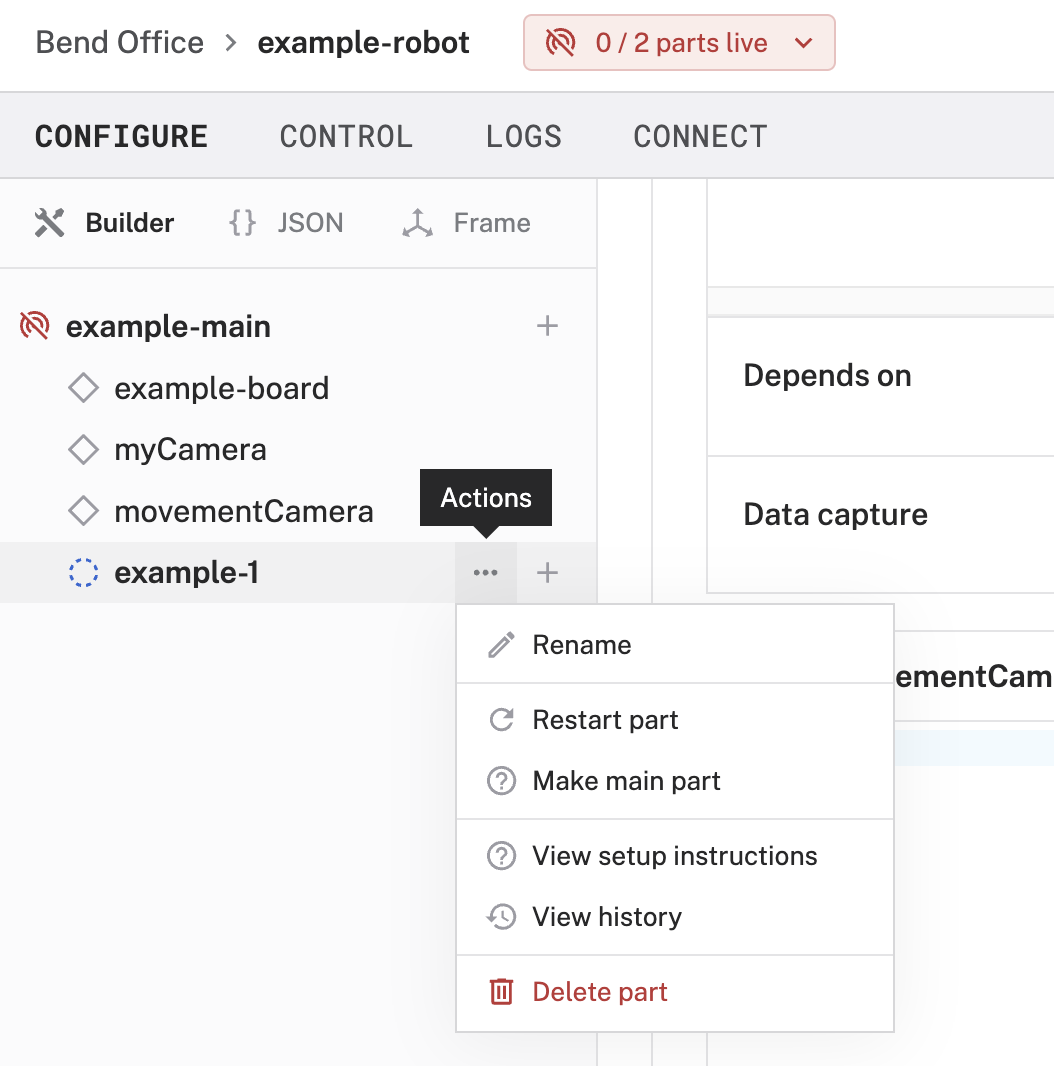 Bend Office > example-robot 0 / 2 parts live
CONFIGURE CONTROL LOGS CONNECT
Builder {} JSON Frame
example-main +
example-board
myCamera
movementCamera
Actions
example-1 ... +
Depends on
Data capture
ementCam
Rename
Restart part
Make main part
View setup instructions
View history
Delete part